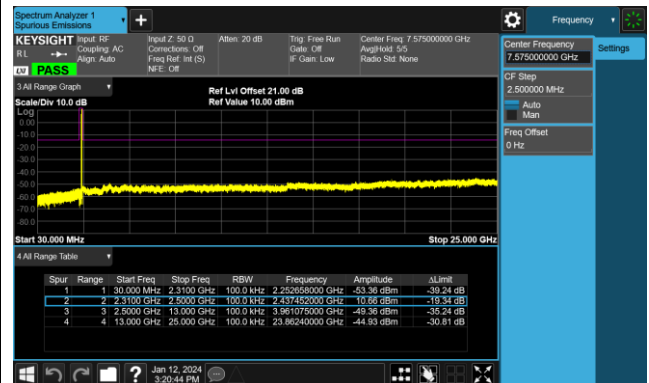 Spectrum Analyzer 1
Spurious Emissions
Frequency
KEYSIGHT Input: RF Input Z: 50 Ω Atten: 20 dB Trig: Free Run Center Freq: 7.575000000 GHz
RL Coupling: AC Corrections: Off Gate: Off Avg|Hold: 5/5
Align: Auto Freq Ref: Int (S) IF Gain: Low Radio Std: None
LXI PASS NFE: Off
Center Frequency
7.575000000 GHz
Settings
CF Step
2.500000 MHz
Auto
Man
Freq Offset
0 Hz
3 All Range Graph
Ref Lvl Offset 21.00 dB
Scale/Div 10.0 dB Ref Value 10.00 dBm
Log
0.00
-10.0
-20.0
-30.0
-40.0
-50.0
-60.0
-70.0
-80.0
Start 30.000 MHz Stop 25.000 GHz
4 All Range Table
Spur Range Start Freq Stop Freq RBW Frequency Amplitude ΔLimit
1 1 30.000 MHz 2.3100 GHz 100.0 kHz 2.252658000 GHz -53.36 dBm -39.24 dB
2 2 2.3100 GHz 2.5000 GHz 100.0 kHz 2.437452000 GHz 10.66 dBm -19.34 dB
3 3 2.5000 GHz 13.000 GHz 100.0 kHz 3.961075000 GHz -49.36 dBm -35.24 dB
4 4 13.000 GHz 25.000 GHz 100.0 kHz 23.86240000 GHz -44.93 dBm -30.81 dB
Jan 12, 2024
3:20:44 PM